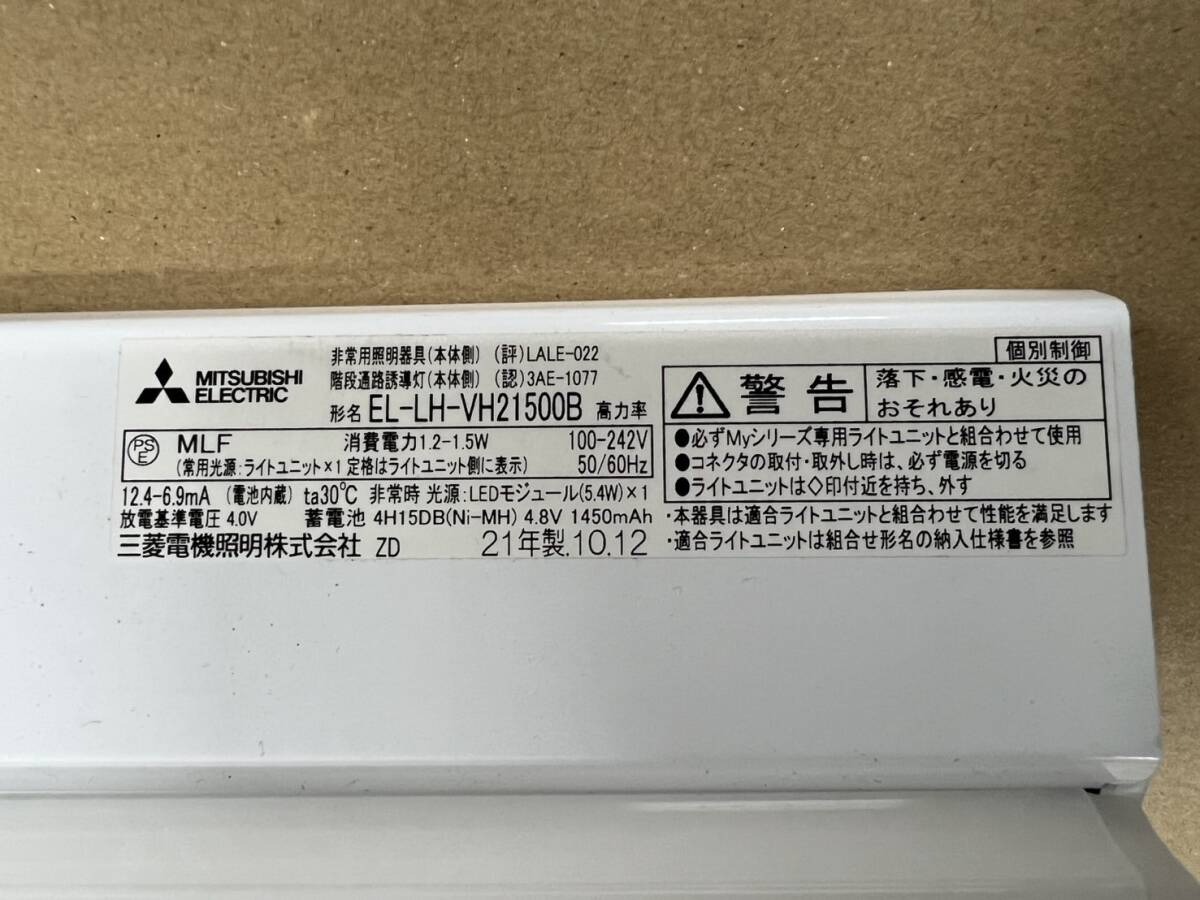 MITSUBISHI
ELECTRIC
非常用照明器具(本体側) (評)LALE-022
階段通路誘導灯(本体側) (認)3AE-1077
形名 EL-LH-VH21500B 高力率
PS
E
MLF 消費電力1.2-1.5W 100-242V
(常用光源:ライトユニット×1 定格はライトユニット側に表示) 50/60Hz
12.4-6.9mA (電池内蔵) ta30℃ 非常時 光源:LEDモジュール(5.4W)×1
放電基準電圧 4.0V 蓄電池 4H15DB(Ni-MH) 4.8V 1450mAh
三菱電機照明株式会社 ZD 21年製.10.12
個別制御
警告 落下・感電・火災の
おそれあり
●必ずMyシリーズ専用ライトユニットと組合わせて使用
●コネクタの取付・取外し時は、必ず電源を切る
●ライトユニットは◇印付近を持ち、外す
・本器具は適合ライトユニットと組合わせて性能を満足します
・適合ライトユニットは組合せ形名の納入仕様書を参照